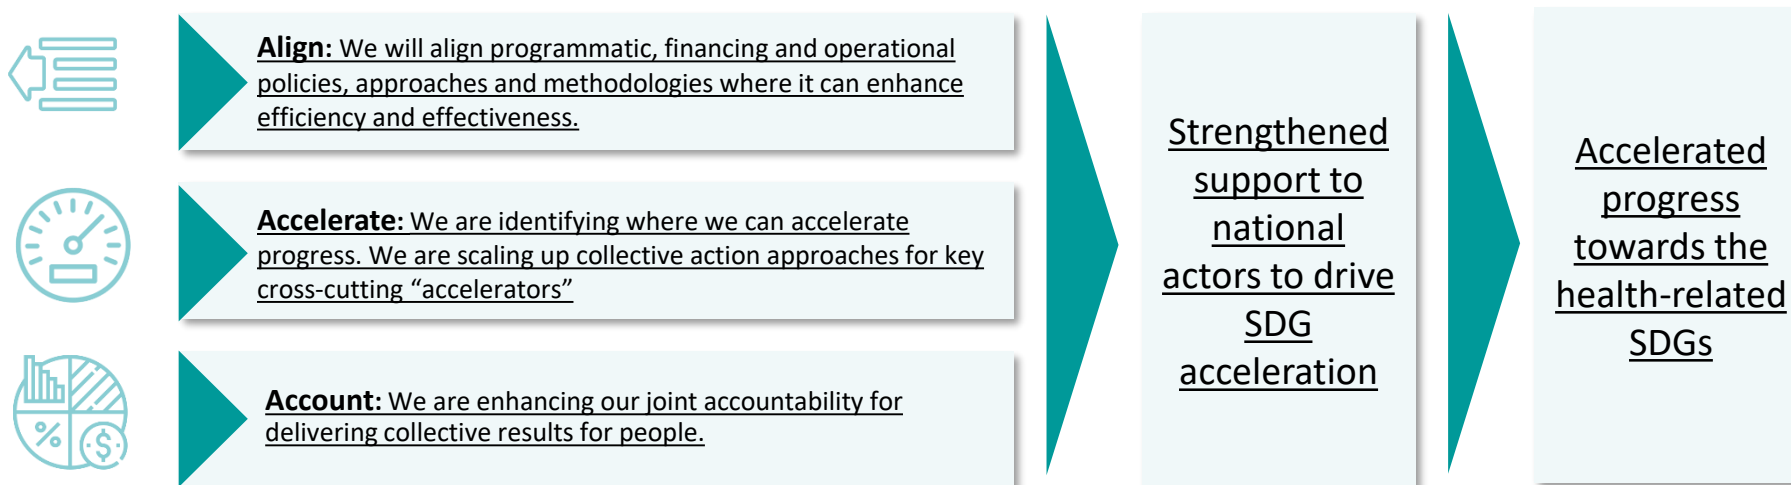 Align: We will align programmatic, financing and operational
policies, approaches and methodologies where it can enhance
efficiency and effectiveness.
Accelerate: We are identifying where we can accelerate
progress. We are scaling up collective action approaches for key
cross-cutting “accelerators”
Account: We are enhancing our joint accountability for
delivering collective results for people.
Strengthened
support to
national
actors to drive
SDG
acceleration
Accelerated
progress
towards the
health-related
SDGs
%
$